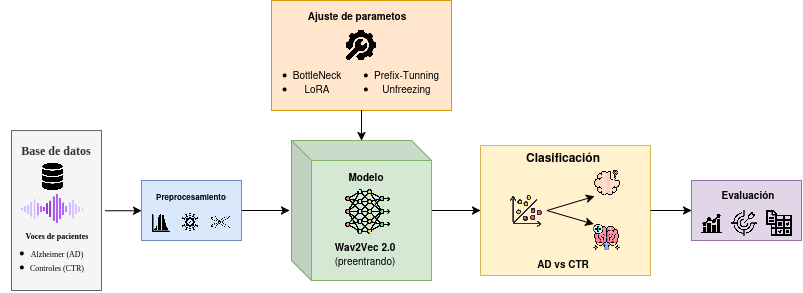 Ajuste de parametos
BottleNeck
Prefix-Tunning
LoRA
Unfreezing
Base de datos
Voces de pacientes
Alzheimer (AD)
Controles (CTR)
Preprocesamiento
Modelo
Wav2Vec 2.0
(preentrando)
Clasificación
AD vs CTR
Evaluación